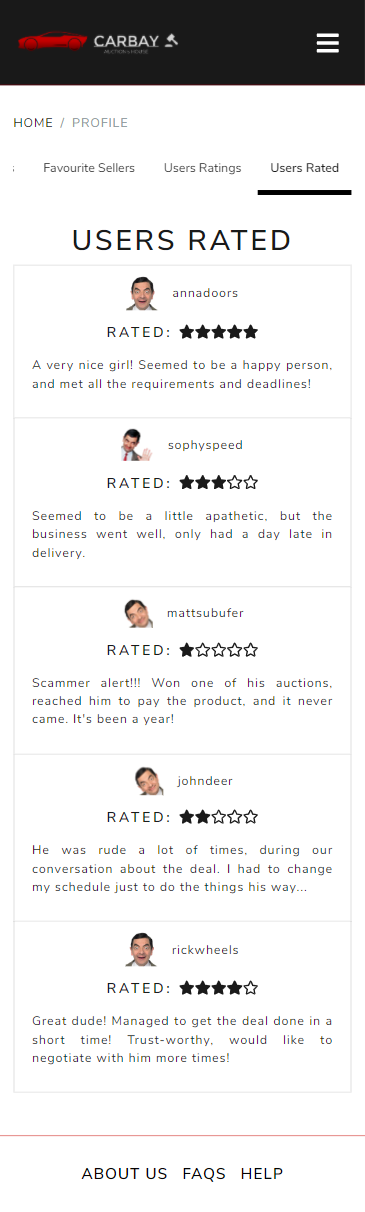 CARBAY
AUCTION HOUSE
HOME / PROFILE
s Favourite Sellers Users Ratings Users Rated
USERS RATED
annadoors
RATED:
A very nice girl! Seemed to be a happy person,
and met all the requirements and deadlines!
sophyspeed
RATED:
Seemed to be a little apathetic, but the
business went well, only had a day late in
delivery.
mattsubufer
RATED:
Scammer alert!!! Won one of his auctions,
reached him to pay the product, and it never
came. It's been a year!
johndeer
RATED:
He was rude a lot of times, during our
conversation about the deal. I had to change
my schedule just to do the things his way...
rickwheels
RATED:
Great dude! Managed to get the deal done in a
short time! Trust-worthy, would like to
negotiate with him more times!
ABOUT US FAQS HELP